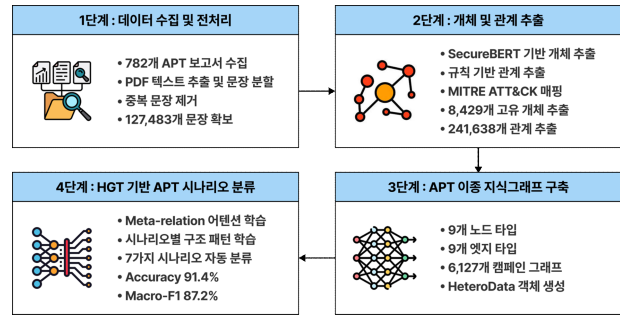 1단계 : 데이터 수집 및 전처리
• 782개 APT 보고서 수집
• PDF 텍스트 추출 및 문장 분할
• 중복 문장 제거
• 127,483개 문장 확보
2단계 : 개체 및 관계 추출
• SecureBERT 기반 개체 추출
• 규칙 기반 관계 추출
• MITRE ATT&CK 매핑
• 8,429개 고유 개체 추출
• 241,638개 관계 추출
3단계 : APT 이종 지식그래프 구축
• 9개 노드 타입
• 9개 엣지 타입
• 6,127개 캠페인 그래프
• HeteroData 객체 생성
4단계 : HGT 기반 APT 시나리오 분류
• Meta-relation 어텐션 학습
• 시나리오별 구조 패턴 학습
• 7가지 시나리오 자동 분류
• Accuracy 91.4%
• Macro-F1 87.2%